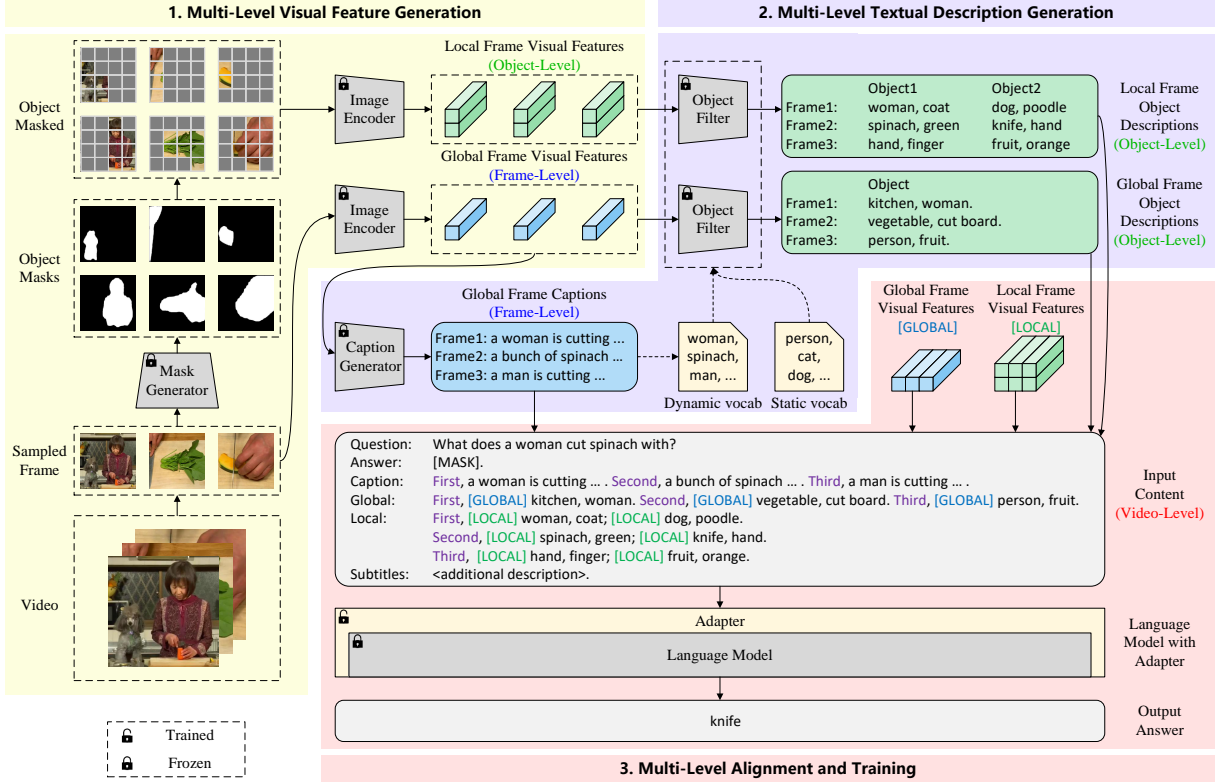 1. Multi-Level Visual Feature Generation
2. Multi-Level Textual Description Generation
Object
Masked
Image
Encoder
Local Frame Visual Features
(Object-Level)
Object
Filter
Object1 Object2
Frame1: woman, coat dog, poodle
Frame2: spinach, green knife, hand
Frame3: hand, finger fruit, orange
Local Frame
Object
Descriptions
(Object-Level)
Global Frame Visual Features
(Frame-Level)
Image
Encoder
Object
Filter
Object
Frame1: kitchen, woman.
Frame2: vegetable, cut board.
Frame3: person, fruit.
Global Frame
Object
Descriptions
(Object-Level)
Object
Masks
Mask
Generator
Global Frame Captions
(Frame-Level)
Caption
Generator
Frame1: a woman is cutting ...
Frame2: a bunch of spinach ...
Frame3: a man is cutting ...
woman,
spinach,
man, ...
Dynamic vocab
person,
cat,
dog, ...
Static vocab
Global Frame
Visual Features
[GLOBAL]
Local Frame
Visual Features
[LOCAL]
Sampled
Frame
Video
Question: What does a woman cut spinach with?
Answer: [MASK].
Caption: First, a woman is cutting ... . Second, a bunch of spinach ... . Third, a man is cutting ... .
Global: First, [GLOBAL] kitchen, woman. Second, [GLOBAL] vegetable, cut board. Third, [GLOBAL] person, fruit.
Local: First, [LOCAL] woman, coat; [LOCAL] dog, poodle.
Second, [LOCAL] spinach, green; [LOCAL] knife, hand.
Third, [LOCAL] hand, finger; [LOCAL] fruit, orange.
Subtitles: <additional description>.
Input
Content
(Video-Level)
Adapter
Language Model
Language
Model with
Adapter
knife
Output
Answer
Trained
Frozen
3. Multi-Level Alignment and Training